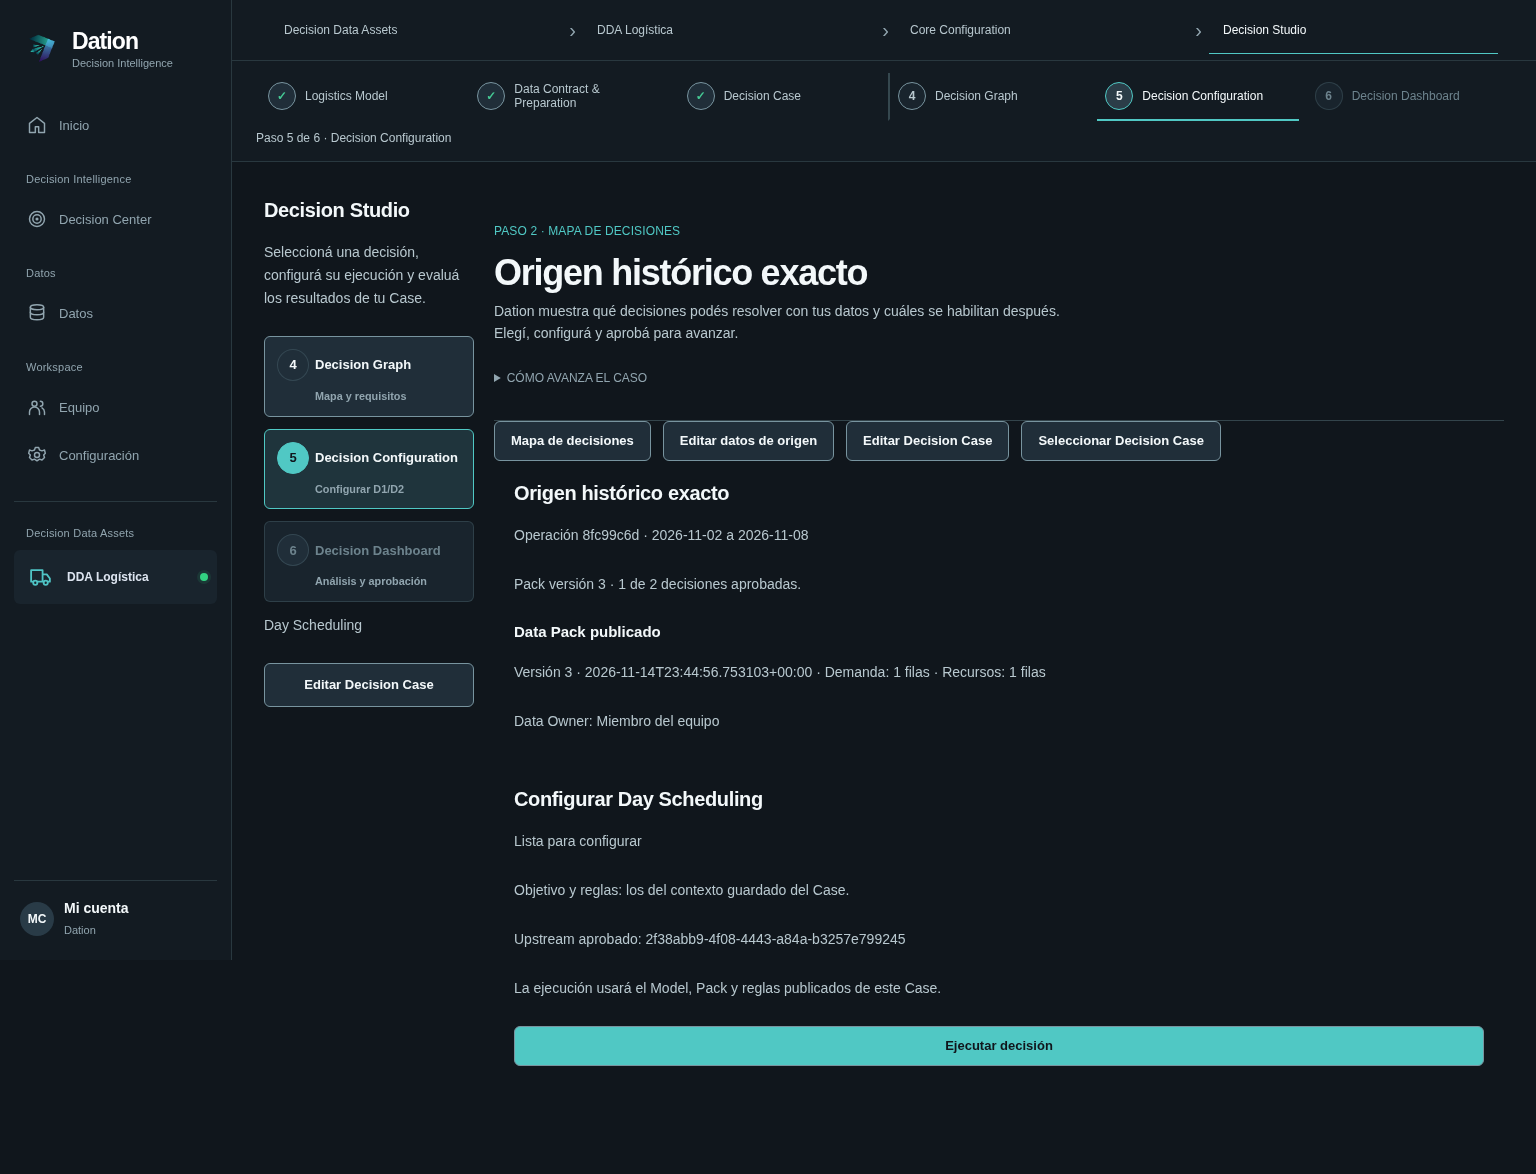 Dation
Decision Intelligence
Inicio
Decision Intelligence
Decision Center
Datos
Datos
Workspace
Equipo
Configuración
Decision Data Assets
DDA Logística
MC
Mi cuenta
Dation
Decision Data Assets
›
DDA Logística
›
Core Configuration
›
Decision Studio
✓ Logistics Model
✓ Data Contract &
Preparation
✓ Decision Case
4 Decision Graph
5 Decision Configuration
6 Decision Dashboard
Paso 5 de 6 · Decision Configuration
Decision Studio
Seleccioná una decisión,
configurá su ejecución y evaluá
los resultados de tu Case.
4 Decision Graph
Mapa y requisitos
5 Decision Configuration
Configurar D1/D2
6 Decision Dashboard
Análisis y aprobación
Day Scheduling
Editar Decision Case
PASO 2 · MAPA DE DECISIONES
Origen histórico exacto
Dation muestra qué decisiones podés resolver con tus datos y cuáles se habilitan después.
Elegí, configurá y aprobá para avanzar.
CÓMO AVANZA EL CASO
Mapa de decisiones
Editar datos de origen
Editar Decision Case
Seleccionar Decision Case
Origen histórico exacto
Operación 8fc99c6d · 2026-11-02 a 2026-11-08
Pack versión 3 · 1 de 2 decisiones aprobadas.
Data Pack publicado
Versión 3 · 2026-11-14T23:44:56.753103+00:00 · Demanda: 1 filas · Recursos: 1 filas
Data Owner: Miembro del equipo
Configurar Day Scheduling
Lista para configurar
Objetivo y reglas: los del contexto guardado del Case.
Upstream aprobado: 2f38abb9-4f08-4443-a84a-b3257e799245
La ejecución usará el Model, Pack y reglas publicados de este Case.
Ejecutar decisión